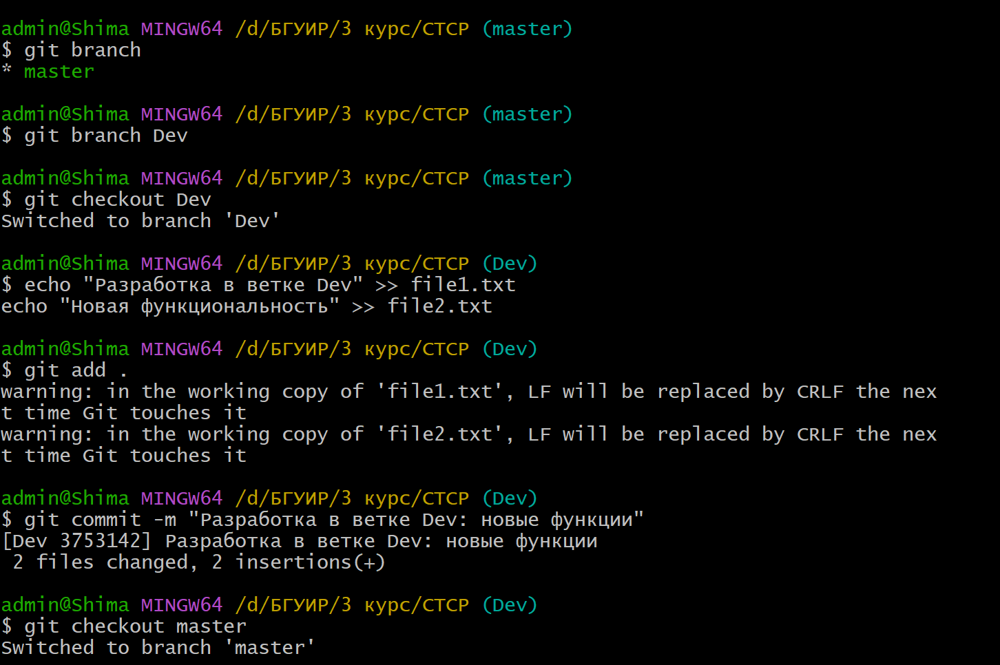 admin@Shima MINGW64 /d/БГУИР/3 курс/СТСР (master)
$ git branch
* master
admin@Shima MINGW64 /d/БГУИР/3 курс/СТСР (master)
$ git branch Dev
admin@Shima MINGW64 /d/БГУИР/3 курс/СТСР (master)
$ git checkout Dev
Switched to branch 'Dev'
admin@Shima MINGW64 /d/БГУИР/3 курс/СТСР (Dev)
$ echo "Разработка в ветке Dev" >> file1.txt
echo "Новая функциональность" >> file2.txt
admin@Shima MINGW64 /d/БГУИР/3 курс/СТСР (Dev)
$ git add .
warning: in the working copy of 'file1.txt', LF will be replaced by CRLF the nex
t time Git touches it
warning: in the working copy of 'file2.txt', LF will be replaced by CRLF the nex
t time Git touches it
admin@Shima MINGW64 /d/БГУИР/3 курс/СТСР (Dev)
$ git commit -m "Разработка в ветке Dev: новые функции"
[Dev 3753142] Разработка в ветке Dev: новые функции
 2 files changed, 2 insertions(+)
admin@Shima MINGW64 /d/БГУИР/3 курс/СТСР (Dev)
$ git checkout master
Switched to branch 'master'